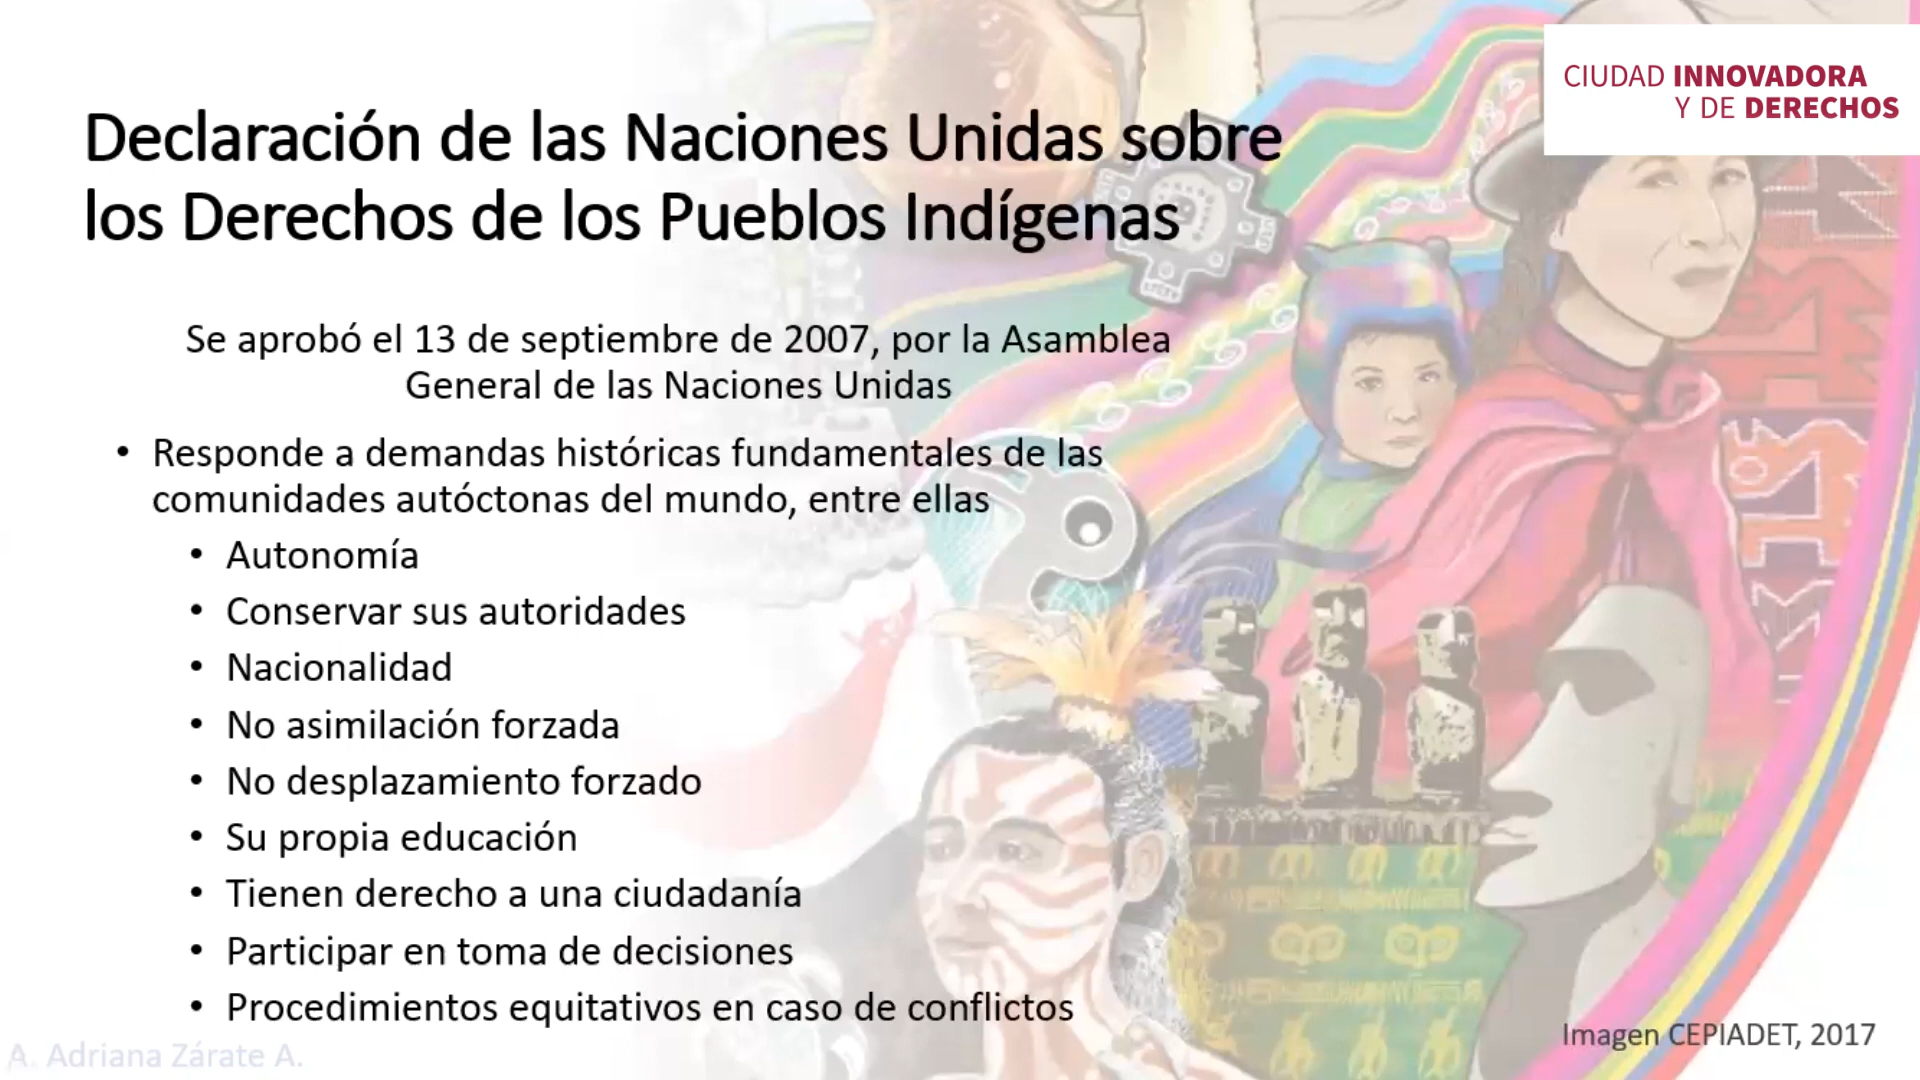 CIUDAD INNOVADORA
Y DE DERECHOS
Declaración de las Naciones Unidas sobre
los Derechos de los Pueblos Indígenas
Se aprobó el 13 de septiembre de 2007, por la Asamblea
General de las Naciones Unidas
• Responde a demandas históricas fundamentales de las
comunidades autóctonas del mundo, entre ellas
• Autonomía
• Conservar sus autoridades
• Nacionalidad
• No asimilación forzada
• No desplazamiento forzado
• Su propia educación
• Tienen derecho a una ciudadanía
• Participar en toma de decisiones
• Procedimientos equitativos en caso de conflictos
Imagen CEPIADET, 2017
A. Adriana Zárate A.